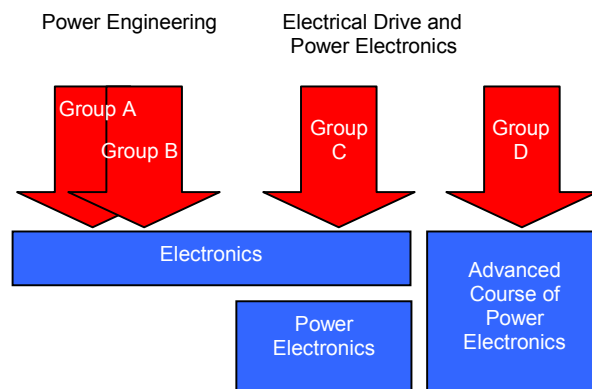 Power Engineering
Electrical Drive and
Power Electronics
Group A
Group B
Group
C
Group
D
Electronics
Power
Electronics
Advanced
Course of
Power
Electronics